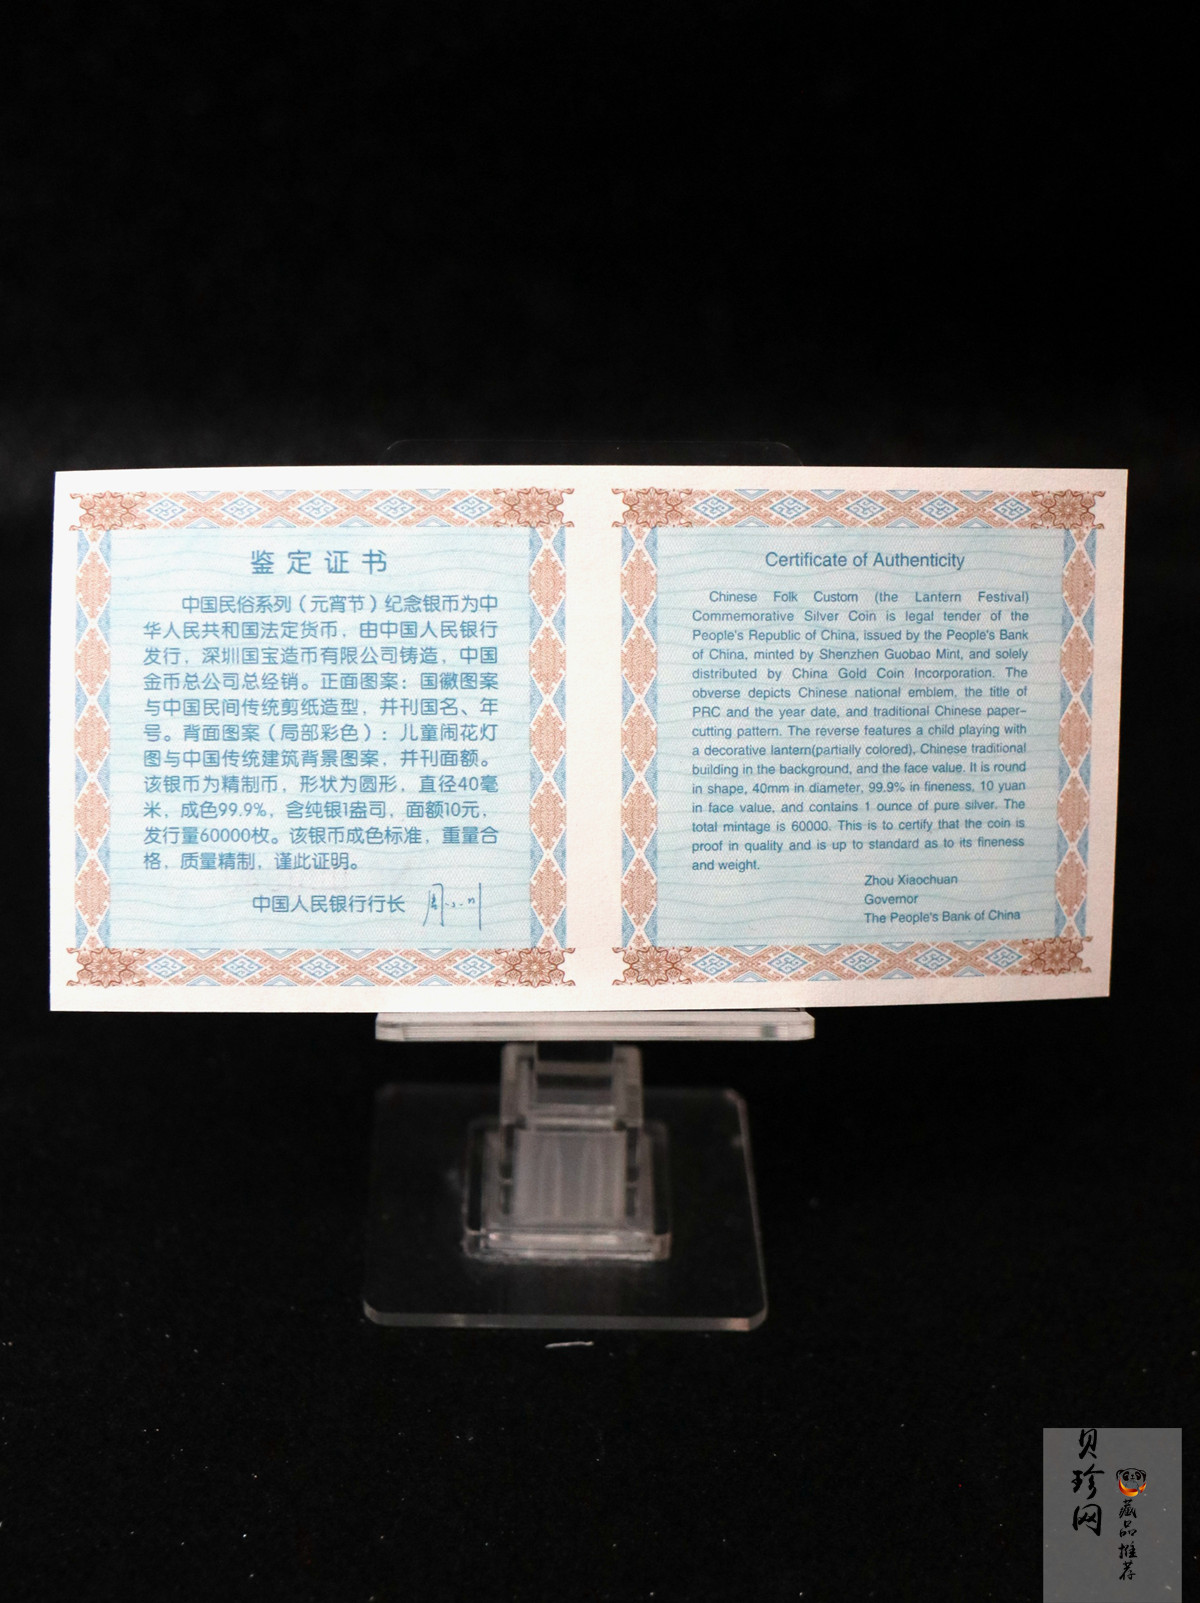 鉴定证书
中国民俗系列（元宵节）纪念银币为中
华人民共和国法定货币，由中国人民银行
发行，深圳国宝造币有限公司铸造，中国
金币总公司总经销。正面图案：国徽图案
与中国民间传统剪纸造型，并刊国名、年
号。背面图案（局部彩色）：儿童闹花灯
图与中国传统建筑背景图案，并刊面额。
该银币为精制币，形状为圆形，直径40毫
米，成色99.9%，含纯银1盎司，面额10元，
发行量60000枚。该银币成色标准，重量合
格，质量精制，谨此证明。
中国人民银行行长
Certificate of Authenticity
Chinese Folk Custom (the Lantern Festival)
Commemorative Silver Coin is legal tender of the
People's Republic of China, issued by the People's Bank
of China, minted by Shenzhen Guobao Mint, and solely
distributed by China Gold Coin Incorporation. The
obverse depicts Chinese national emblem, the title of
PRC and the year date, and traditional Chinese paper-
cutting pattern. The reverse features a child playing with
a decorative lantern(partially colored), Chinese traditional
building in the background, and the face value. It is round
in shape, 40mm in diameter, 99.9% in fineness, 10 yuan
in face value, and contains 1 ounce of pure silver. The
total mintage is 60000. This is to certify that the coin is
proof in quality and is up to standard as to its fineness
and weight.
Zhou Xiaochuan
Governor
The People's Bank of China
贝珍网
藏品推荐